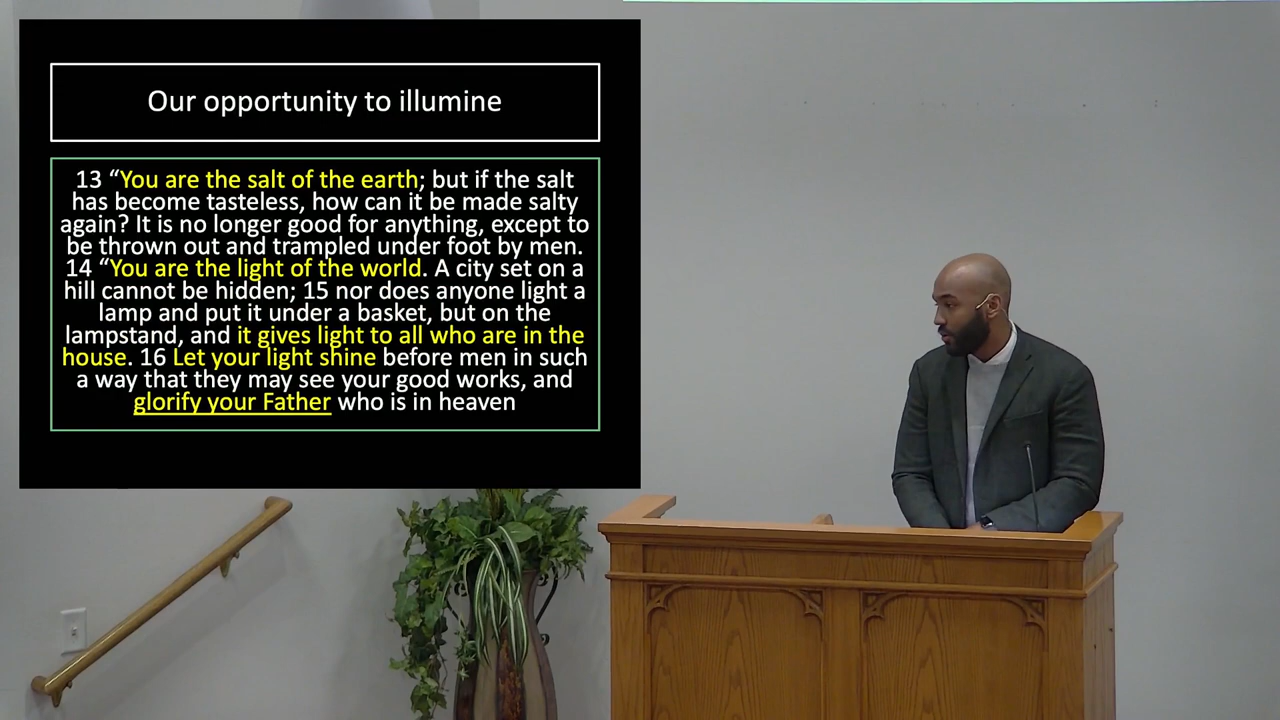 Our opportunity to illumine
13 “You are the salt of the earth; but if the salt
has become tasteless, how can it be made salty
again? It is no longer good for anything, except to
be thrown out and trampled under foot by men.
14 “You are the light of the world. A city set on a
hill cannot be hidden; 15 nor does anyone light a
lamp and put it under a basket, but on the
lampstand, and it gives light to all who are in the
house. 16 Let your light shine before men in such
a way that they may see your good works, and
glorify your Father who is in heaven